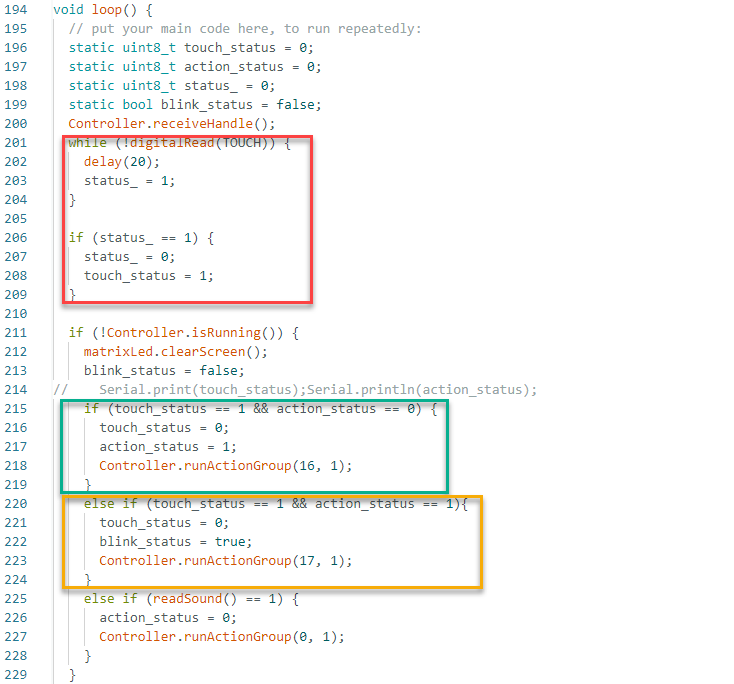 194 void loop() {
195 // put your main code here, to run repeatedly:
196 static uint8_t touch_status = 0;
197 static uint8_t action_status = 0;
198 static uint8_t status_ = 0;
199 static bool blink_status = false;
200 Controller.receiveHandle();
201 while (!digitalRead(TOUCH)) {
202 delay(20);
203 status_ = 1;
204 }
205
206 if (status_ == 1) {
207 status_ = 0;
208 touch_status = 1;
209 }
210
211 if (!Controller.isRunning()) {
212 matrixLed.clearScreen();
213 blink_status = false;
214 // Serial.print(touch_status);Serial.println(action_status);
215 if (touch_status == 1 && action_status == 0) {
216 touch_status = 0;
217 action_status = 1;
218 Controller.runActionGroup(16, 1);
219 }
220 else if (touch_status == 1 && action_status == 1){
221 touch_status = 0;
222 blink_status = true;
223 Controller.runActionGroup(17, 1);
224 }
225 else if (readSound() == 1) {
226 action_status = 0;
227 Controller.runActionGroup(0, 1);
228 }
229 }